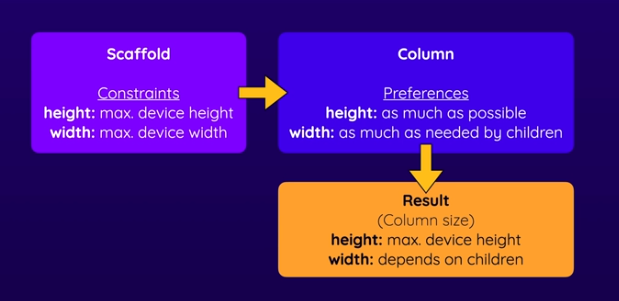 Scaffold
Constraints
height: max. device height
width: max. device width
Column
Preferences
height: as much as possible
width: as much as needed by children
Result
(Column size)
height: max. device height
width: depends on children